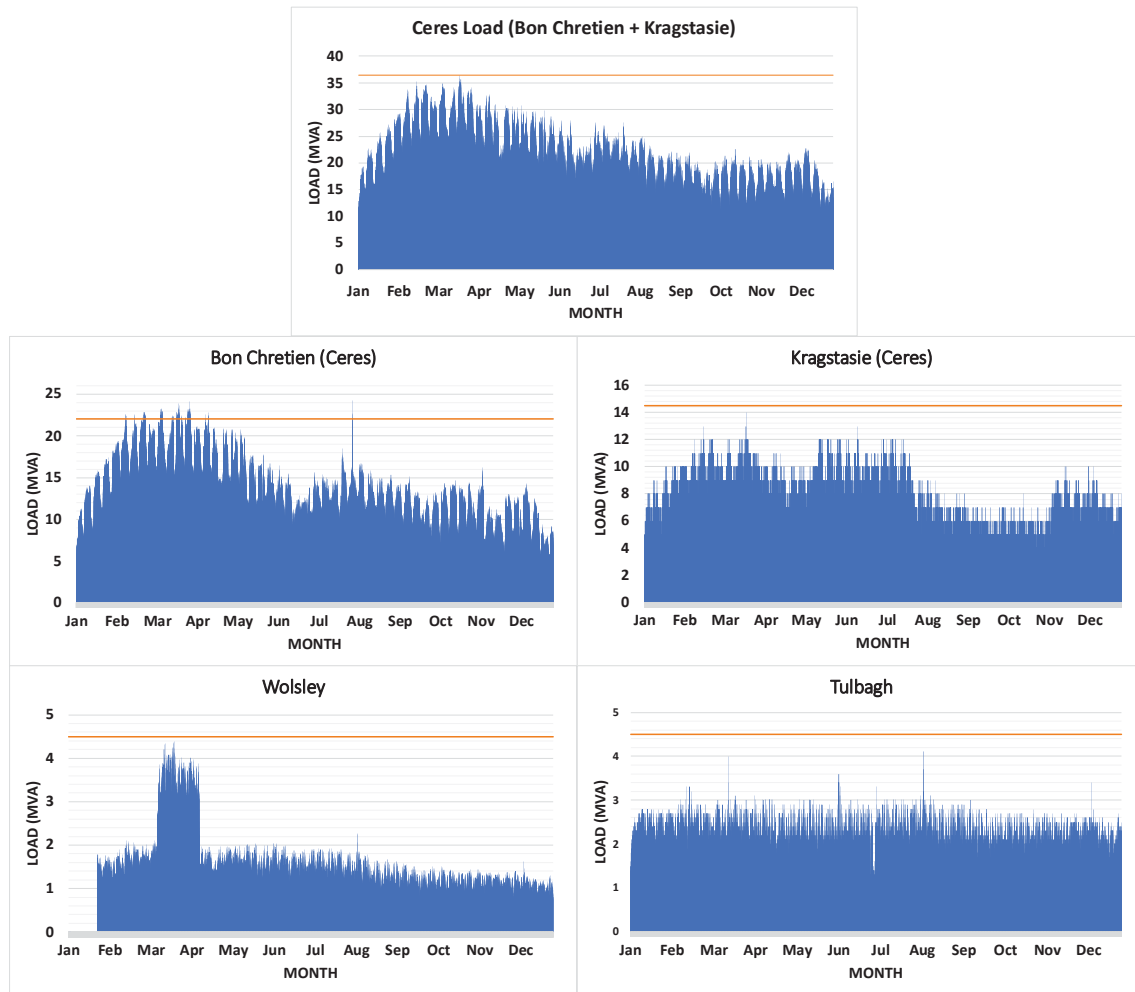 Ceres Load (Bon Chretien + Kragstasie)
LOAD (MVA)
40
35
30
25
20
15
10
5
0
Jan Feb Mar Apr May Jun Jul Aug Sep Oct Nov Dec
MONTH
Bon Chretien (Ceres)
LOAD (MVA)
25
20
15
10
5
0
Jan Feb Mar Apr May Jun Jul Aug Sep Oct Nov Dec
MONTH
Kragstasie (Ceres)
LOAD (MVA)
16
14
12
10
8
6
4
2
0
Jan Feb Mar Apr May Jun Jul Aug Sep Oct Nov Dec
MONTH
Wolsley
LOAD (MVA)
5
4
3
2
1
0
Jan Feb Mar Apr May Jun Jul Aug Sep Oct Nov Dec
MONTH
Tulbagh
LOAD (MVA)
5
4
3
2
1
0
Jan Feb Mar Apr May Jun Jul Aug Sep Oct Nov Dec
MONTH